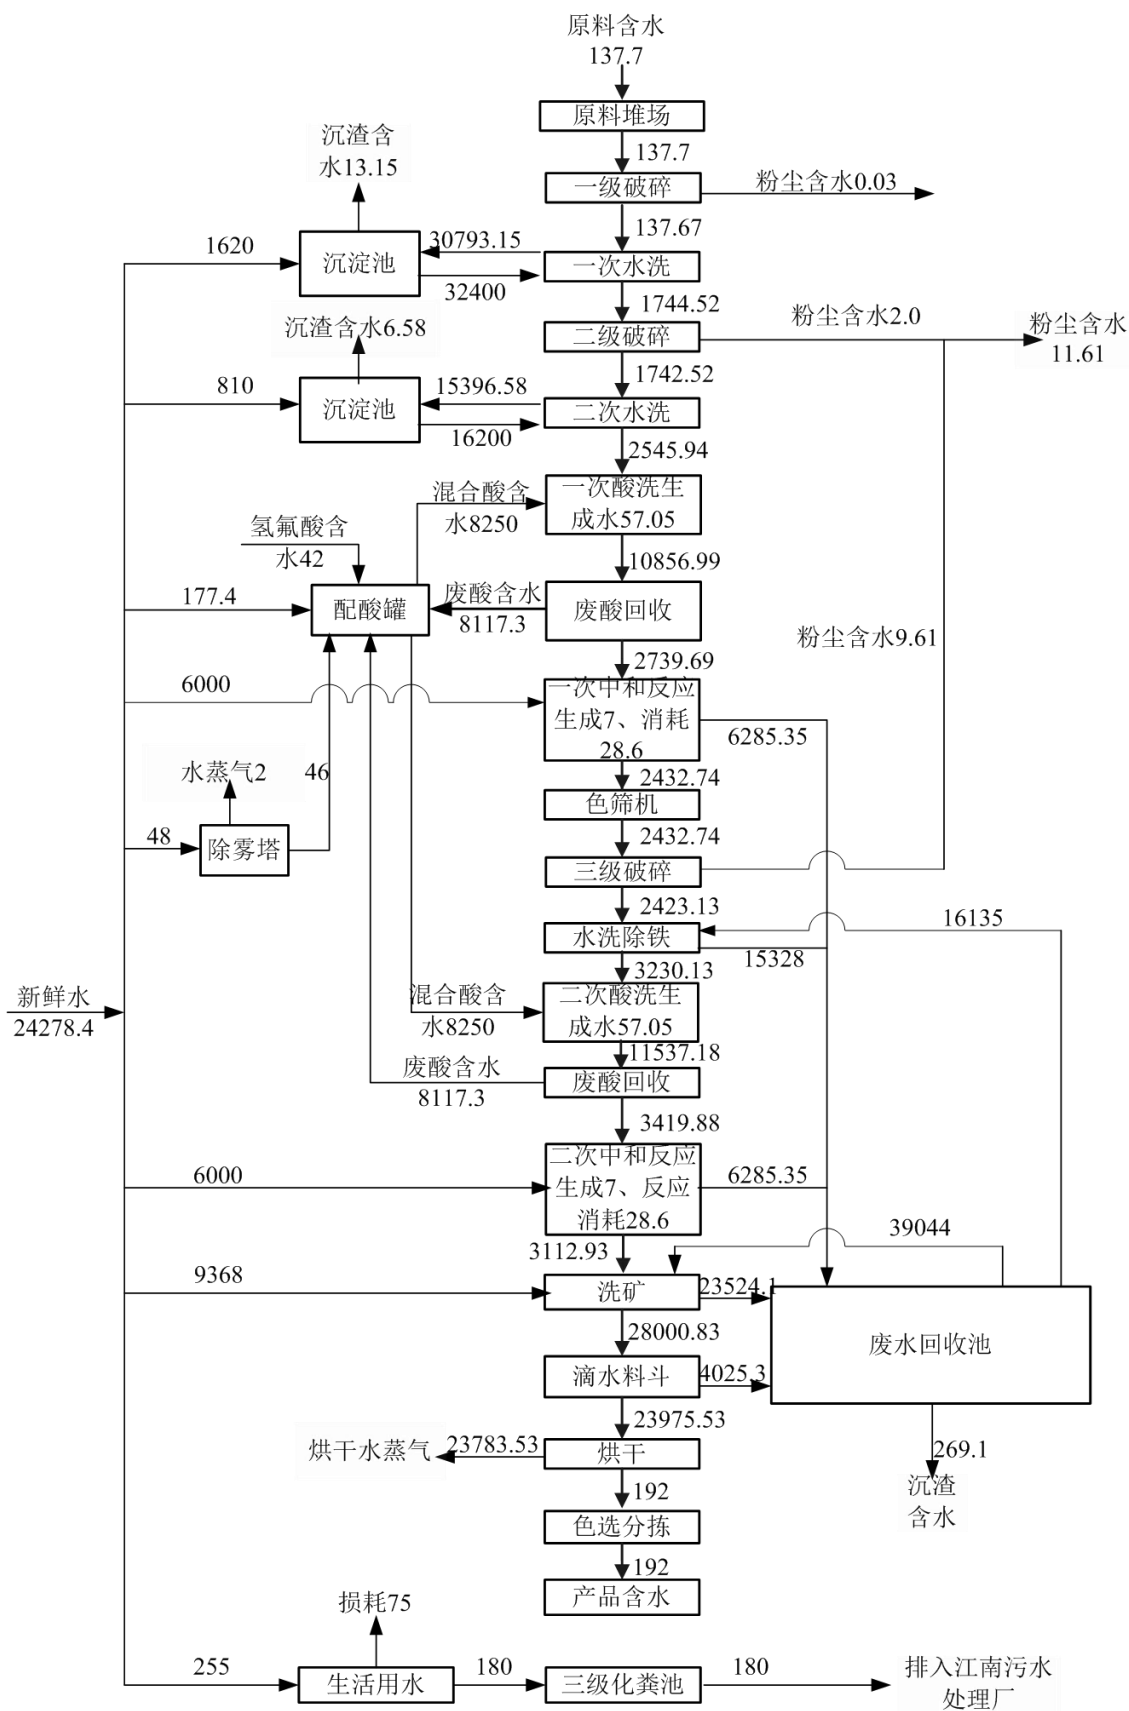 原料含水
137.7
原料堆场
沉渣含
水13.15
137.7
一级破碎
粉尘含水0.03
137.67
1620
沉淀池
30793.15
32400
一次水洗
1744.52
沉渣含水6.58
二级破碎
粉尘含水2.0
粉尘含水
11.61
1742.52
810
沉淀池
15396.58
16200
二次水洗
2545.94
混合酸含
水8250
一次酸洗生
成水57.05
氢氟酸含
水42
10856.99
177.4
配酸罐
废酸含水
8117.3
废酸回收
粉尘含水9.61
2739.69
6000
一次中和反应
生成7、消耗
28.6
6285.35
水蒸气2
46
2432.74
色筛机
48
除雾塔
2432.74
三级破碎
2423.13
16135
水洗除铁
15328
3230.13
新鲜水
24278.4
混合酸含
水8250
二次酸洗生
成水57.05
11537.18
废酸含水
8117.3
废酸回收
3419.88
6000
二次中和反应
生成7、反应
消耗28.6
6285.35
3112.93
39044
9368
洗矿
23524.1
28000.83
废水回收池
滴水料斗
4025.3
23975.53
烘干水蒸气
23783.53
烘干
269.1
沉渣
含水
192
色选分拣
192
产品含水
损耗75
255
生活用水
180
三级化粪池
180
排入江南污水
处理厂